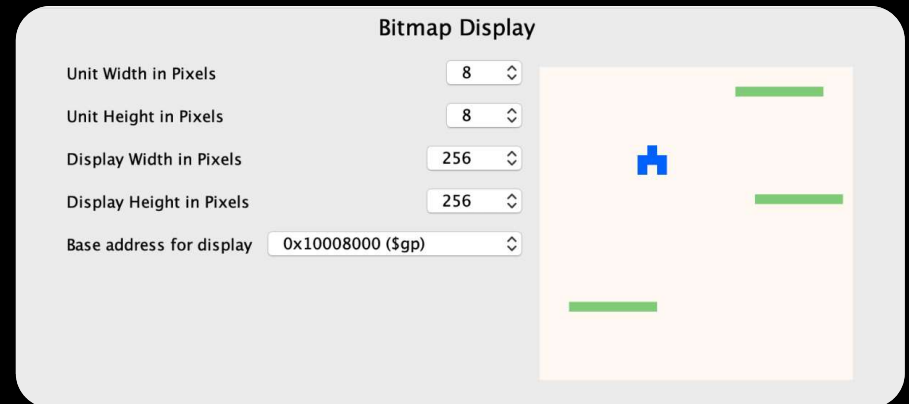 Bitmap Display
Unit Width in Pixels 8
Unit Height in Pixels 8
Display Width in Pixels 256
Display Height in Pixels 256
Base address for display 0x10008000 ($gp)